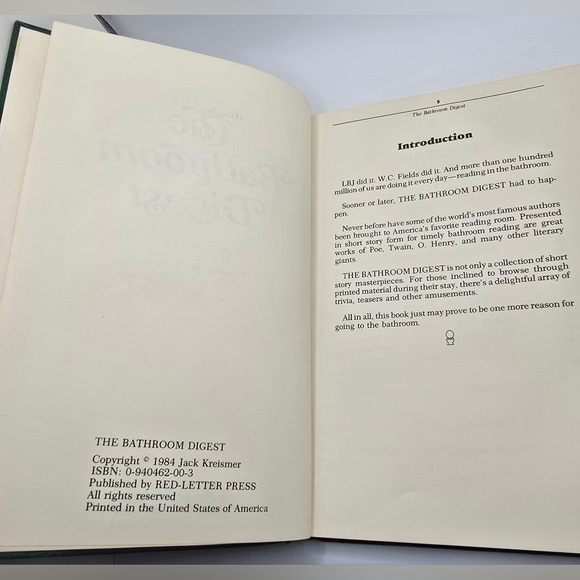 THE BATHROOM DIGEST
Copyright © 1984 Jack Kreismer
ISBN: 0-940462-00-3
Published by RED-LETTER PRESS
All rights reserved
Printed in the United States of America
5
The Bathroom Digest
Introduction
LBJ did it. W.C. Fields did it. And more than one hundred
million of us are doing it every day—reading in the bathroom.
Sooner or later, THE BATHROOM DIGEST had to hap-
pen.
Never before have some of the world's most famous authors
been brought to America's favorite reading room. Presented
in short story form for timely bathroom reading are great
works of Poe, Twain, O. Henry, and many other literary
giants.
THE BATHROOM DIGEST is not only a collection of short
story masterpieces. For those inclined to browse through
printed material during their stay, there's a delightful array of
trivia, teasers and other amusements.
All in all, this book just may prove to be one more reason for
going to the bathroom.